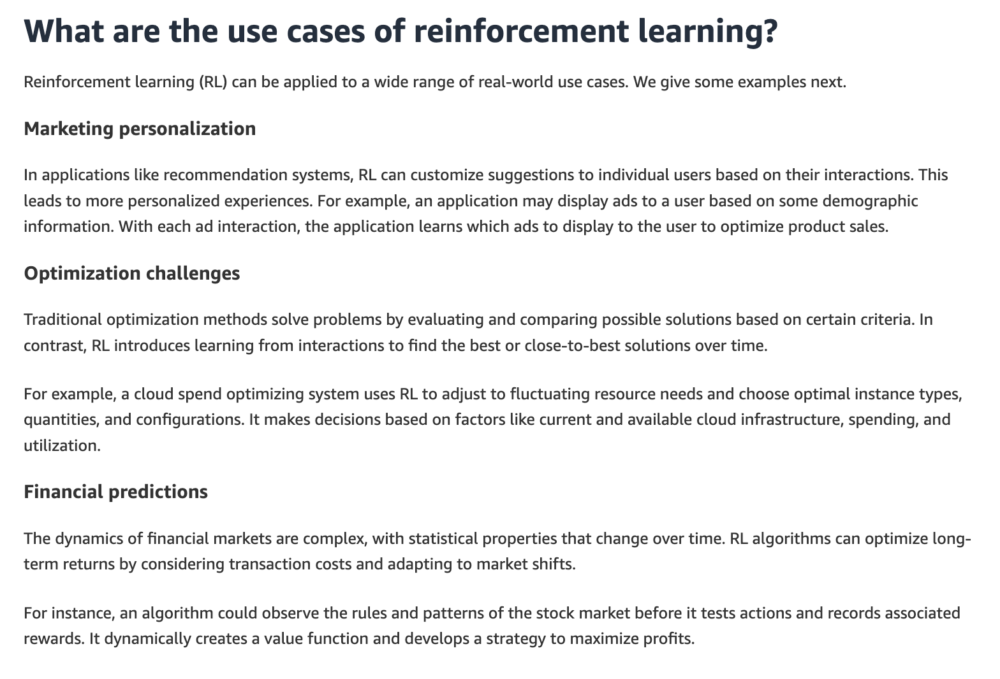 What are the use cases of reinforcement learning?
Reinforcement learning (RL) can be applied to a wide range of real-world use cases. We give some examples next.
Marketing personalization
In applications like recommendation systems, RL can customize suggestions to individual users based on their interactions. This
leads to more personalized experiences. For example, an application may display ads to a user based on some demographic
information. With each ad interaction, the application learns which ads to display to the user to optimize product sales.
Optimization challenges
Traditional optimization methods solve problems by evaluating and comparing possible solutions based on certain criteria. In
contrast, RL introduces learning from interactions to find the best or close-to-best solutions over time.
For example, a cloud spend optimizing system uses RL to adjust to fluctuating resource needs and choose optimal instance types,
quantities, and configurations. It makes decisions based on factors like current and available cloud infrastructure, spending, and
utilization.
Financial predictions
The dynamics of financial markets are complex, with statistical properties that change over time. RL algorithms can optimize long-
term returns by considering transaction costs and adapting to market shifts.
For instance, an algorithm could observe the rules and patterns of the stock market before it tests actions and records associated
rewards. It dynamically creates a value function and develops a strategy to maximize profits.